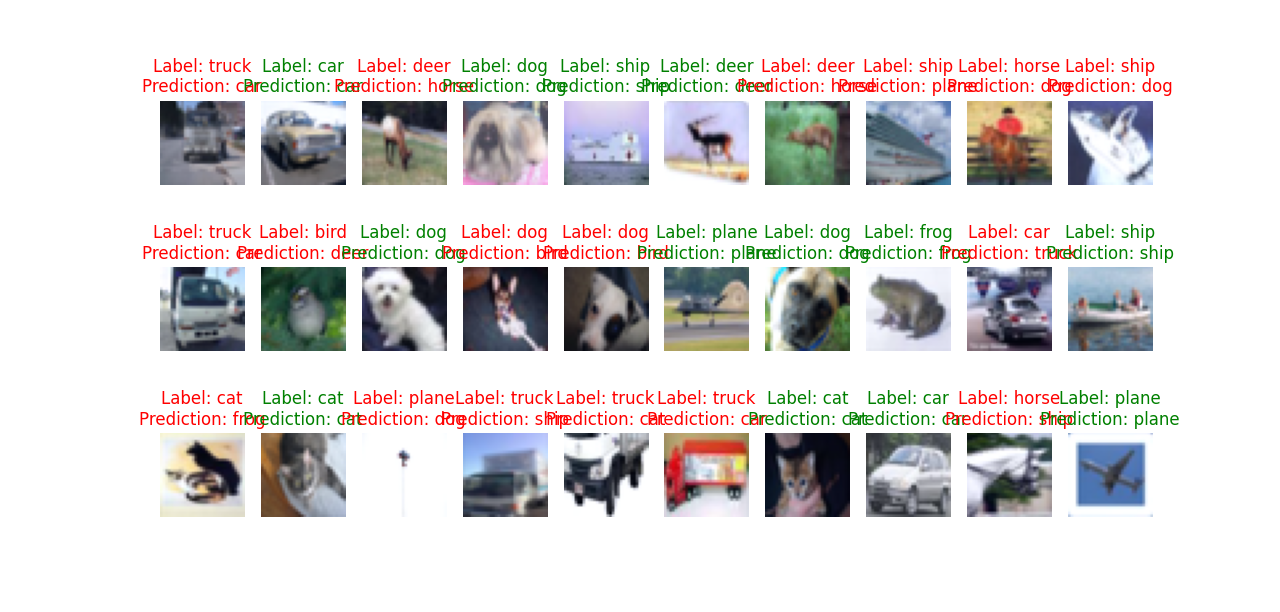 Label: truck Label: car Label: deer Label: dog Label: ship Label: deer Label: deer Label: ship Label: horse Label: ship
Prediction: car Prediction: car Prediction: horse Prediction: dog Prediction: ship Prediction: deer Prediction: horse Prediction: plane Prediction: dog Prediction: dog
Label: truck Label: bird Label: dog Label: dog Label: dog Label: plane Label: dog Label: frog Label: car Label: ship
Prediction: car Prediction: deer Prediction: dog Prediction: bird Prediction: bird Prediction: plane Prediction: dog Prediction: frog Prediction: truck Prediction: ship
Label: cat Label: cat Label: plane Label: truck Label: truck Label: truck Label: cat Label: car Label: horse Label: plane
Prediction: frog Prediction: cat Prediction: dog Prediction: ship Prediction: cat Prediction: car Prediction: cat Prediction: car Prediction: ship Prediction: plane